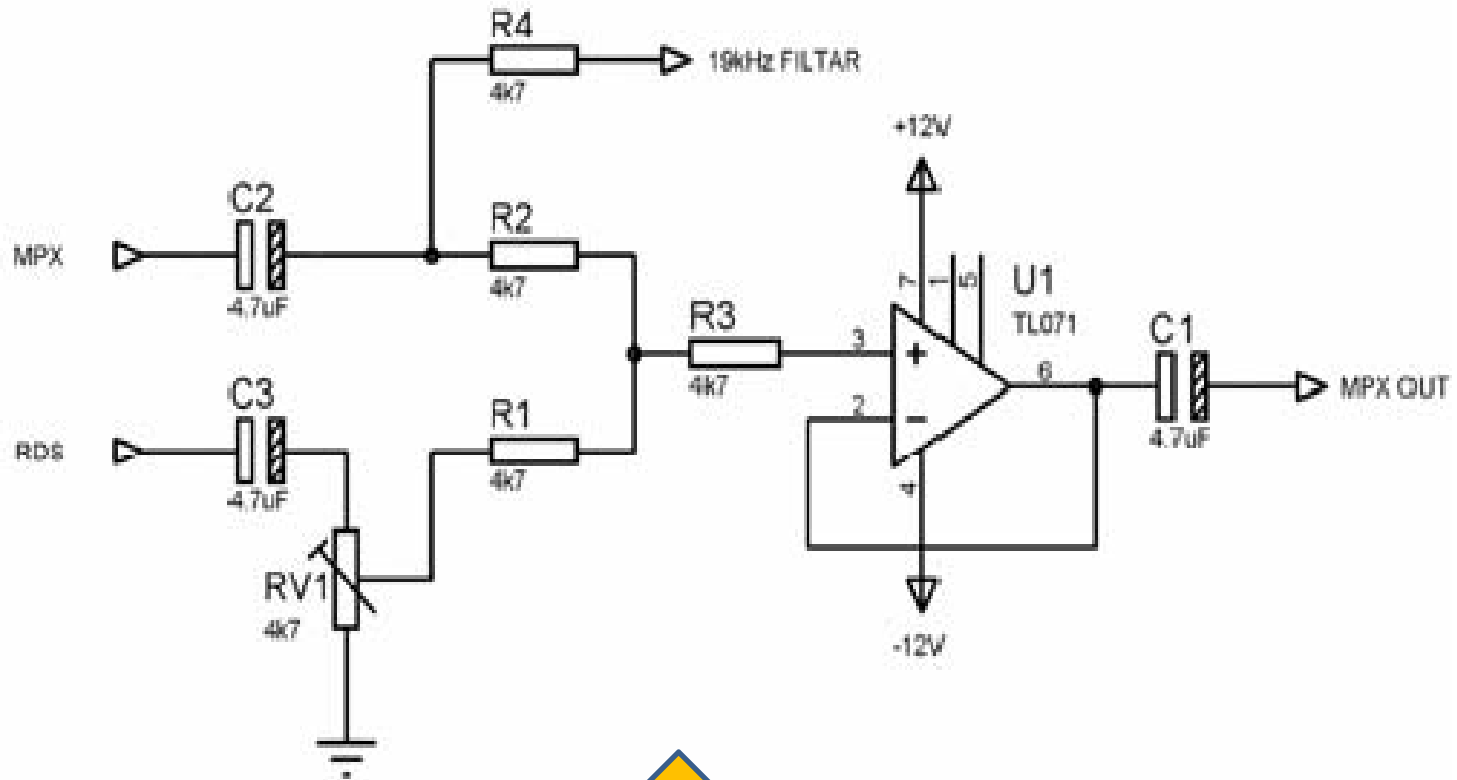 R4
4k7
19kHz FILTAR
+12V
C2
MPX
4.7uF
R2
4k7
7
1
5
U1
TL071
R3
4k7
3
2
6
4
C1
4.7uF
MPX OUT
C3
RDS
4.7uF
R1
4k7
RV1
4k7
-12V